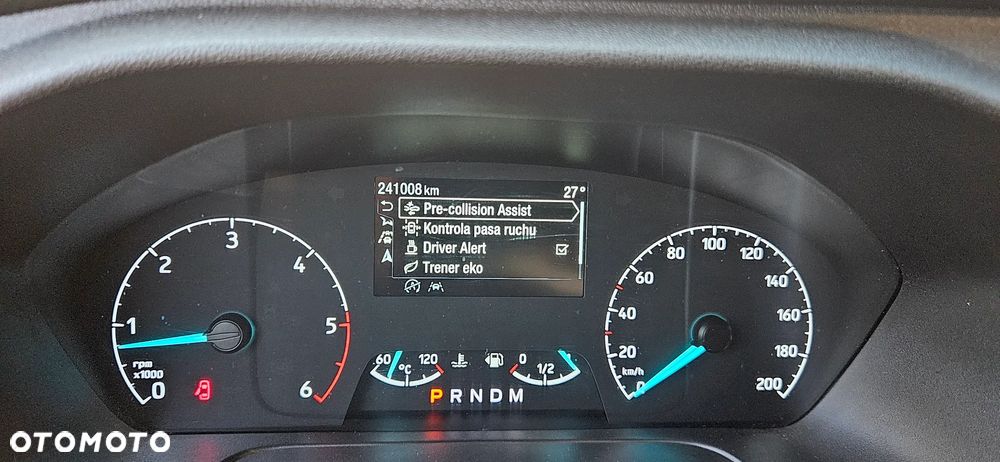 241008 km 27°
Pre-collision Assist
Kontrola pasa ruchu
Driver Alert
Trener eko
0 1 2 3 4 5 6
rpm
x1000
60 120
°C
0 1/2
P R N D M
0 20 40 60 80 100 120 140 160 180 200
km/h
OTOMOTO